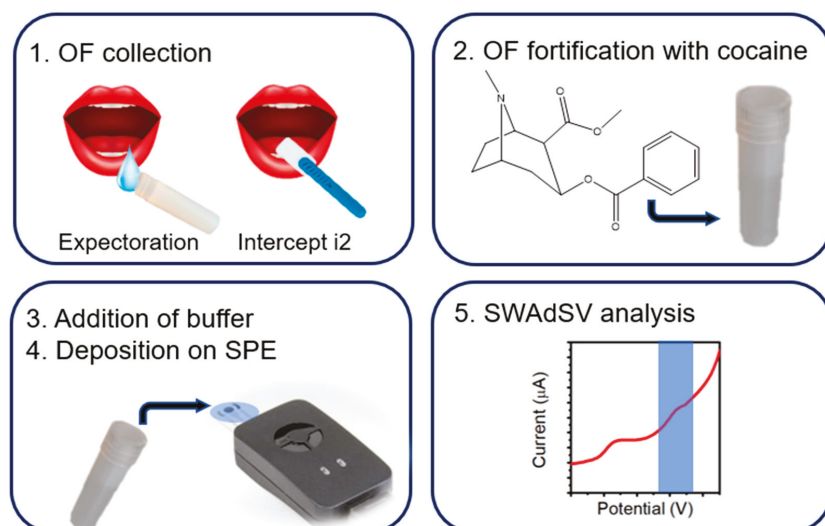 1. OF collection
Expectoration
Intercept i2
2. OF fortification with cocaine
N
O
O
O
O
3. Addition of buffer
4. Deposition on SPE
5. SWAdSV analysis
Current (μA)
Potential (V)